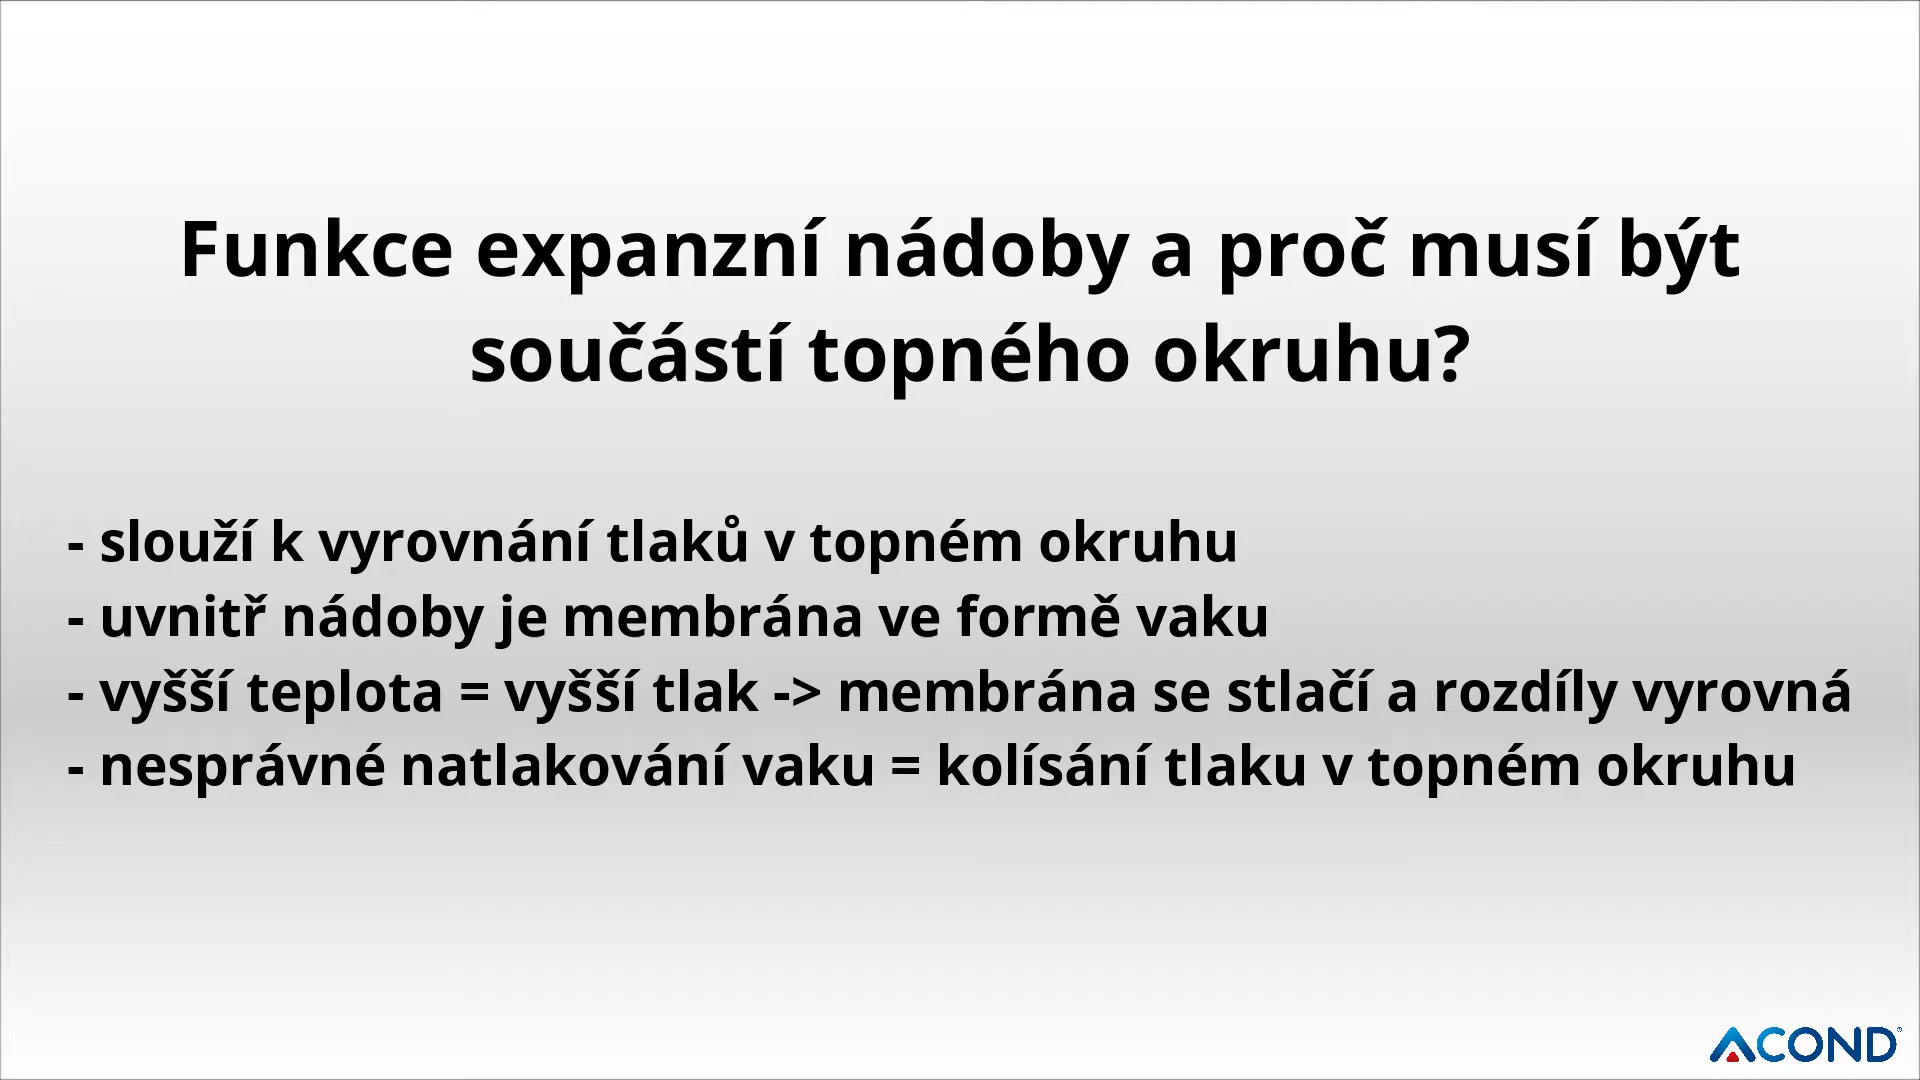 Funkce expanzní nádoby a proč musí být
součástí topného okruhu?
- slouží k vyrovnání tlaků v topném okruhu
- uvnitř nádoby je membrána ve formě vaku
- vyšší teplota = vyšší tlak -> membrána se stlačí a rozdíly vyrovná
- nesprávné natlakování vaku = kolísání tlaku v topném okruhu
ACOND®